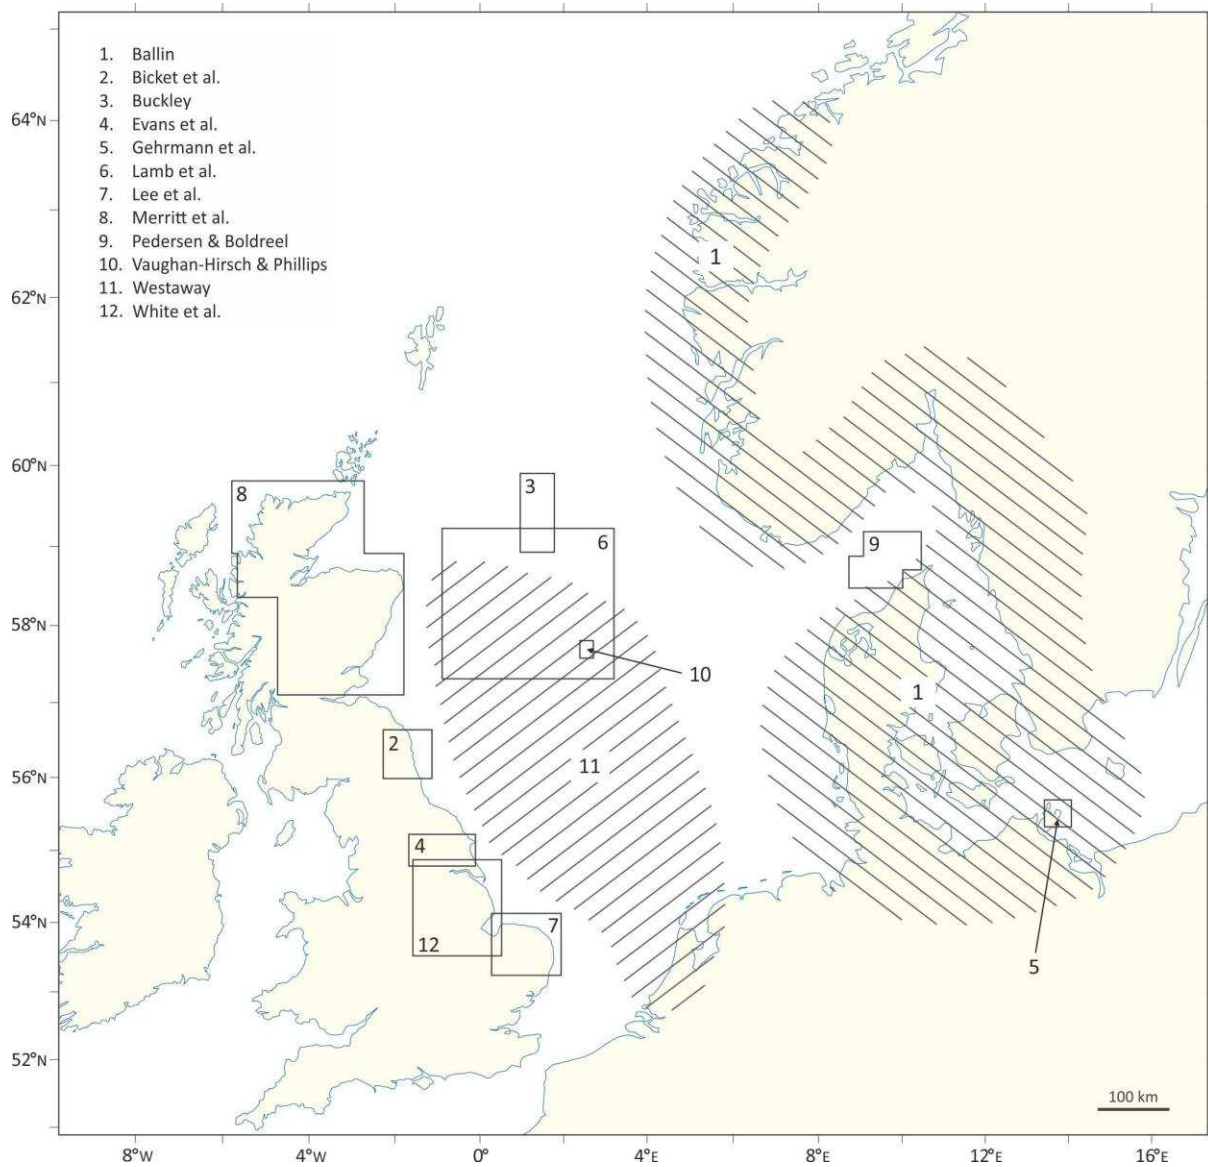 1. Ballin
2. Bicket et al.
3. Buckley
4. Evans et al.
5. Gehrmann et al.
6. Lamb et al.
7. Lee et al.
8. Merritt et al.
9. Pedersen & Boldreel
10. Vaughan-Hirsch & Phillips
11. Westaway
12. White et al.
64°N
62°N
60°N
58°N
56°N
54°N
52°N
1
8
3
6
9
10
1
2
11
4
7
12
5
100 km
8°W
4°W
0°
4°E
8°E
12°E
16°E